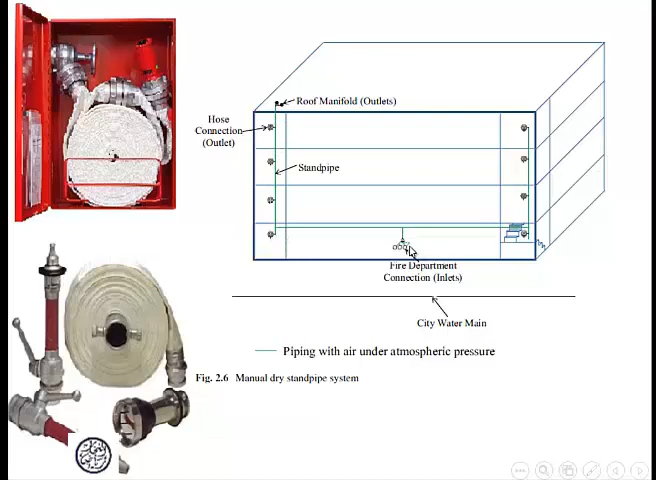 Roof Manifold (Outlets)
Hose
Connection
(Outlet)
Standpipe
Fire Department
Connection (Inlets)
City Water Main
Piping with air under atmospheric pressure
Fig. 2.6 Manual dry standpipe system